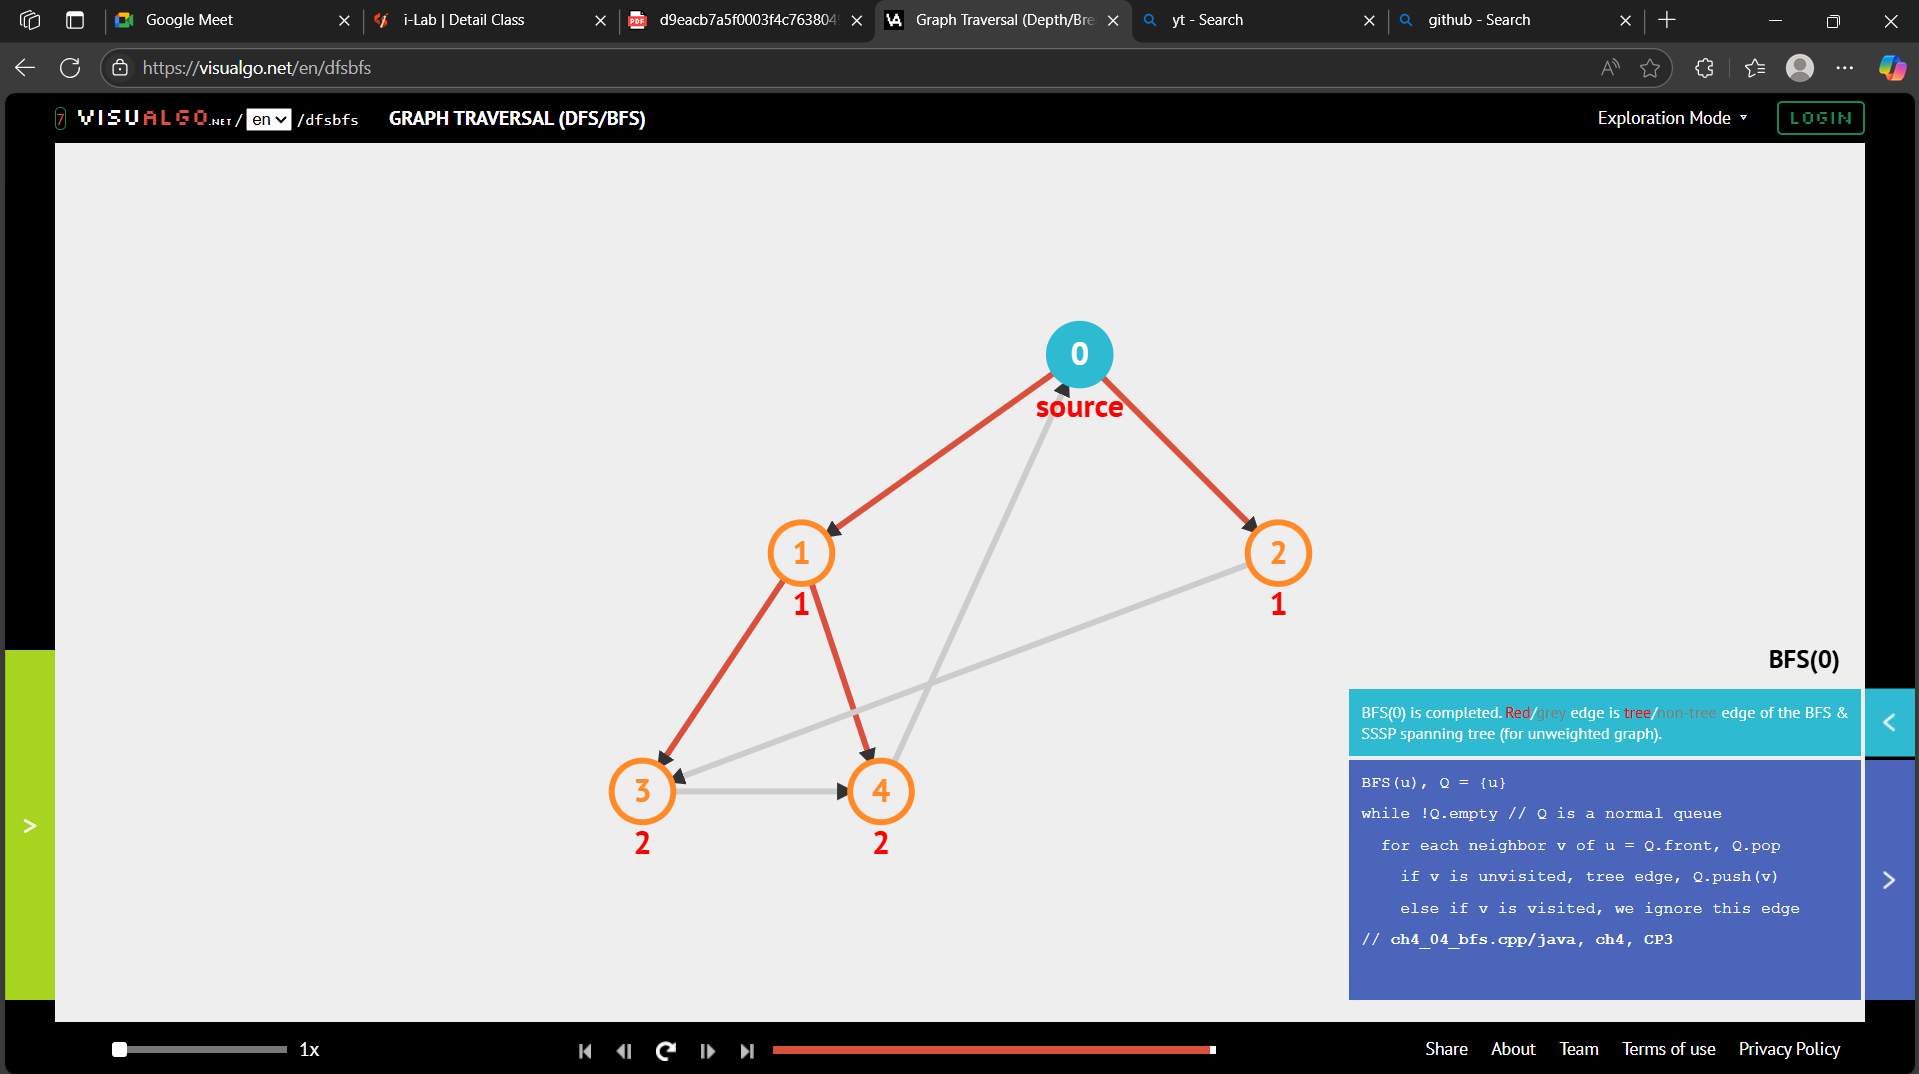 Google Meet
i-Lab | Detail Class
PDF
d9eacb7a5f0003f4c763804
Graph Traversal (Depth/Bre
yt - Search
github - Search
https://visualgo.net/en/dfsbfs
7 VISUALGO.NET / en /dfsbfs GRAPH TRAVERSAL (DFS/BFS)
Exploration Mode ▼
LOGIN
0
source
1
1
2
1
3
2
4
2
BFS(0)
BFS(0) is completed. Red/grey edge is tree/non-tree edge of the BFS &
SSSP spanning tree (for unweighted graph).
BFS(u), Q = {u}
while !Q.empty // Q is a normal queue
for each neighbor v of u = Q.front, Q.pop
if v is unvisited, tree edge, Q.push(v)
else if v is visited, we ignore this edge
// ch4_04_bfs.cpp/java, ch4, CP3
1x
Share About Team Terms of use Privacy Policy